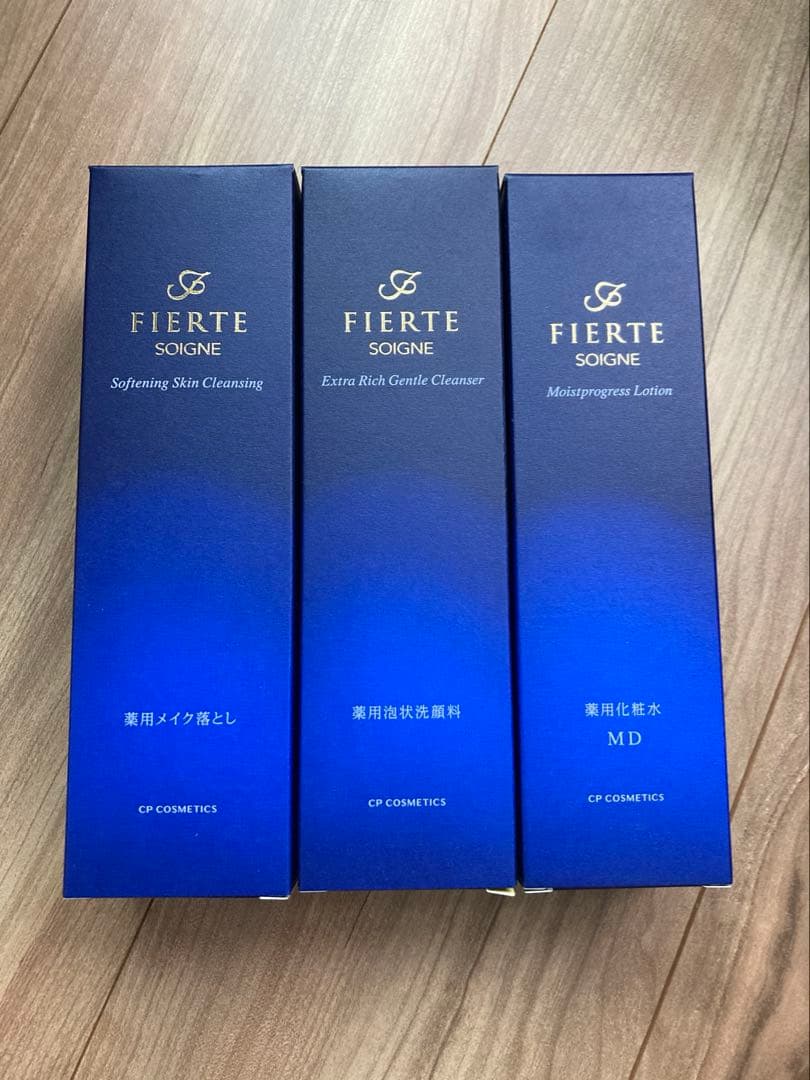 FIERTE
SOIGNE
Softening Skin Cleansing
薬用メイク落とし
CP COSMETICS
FIERTE
SOIGNE
Extra Rich Gentle Cleanser
薬用泡状洗顔料
CP COSMETICS
FIERTE
SOIGNE
Moistprogress Lotion
薬用化粧水
MD
CP COSMETICS